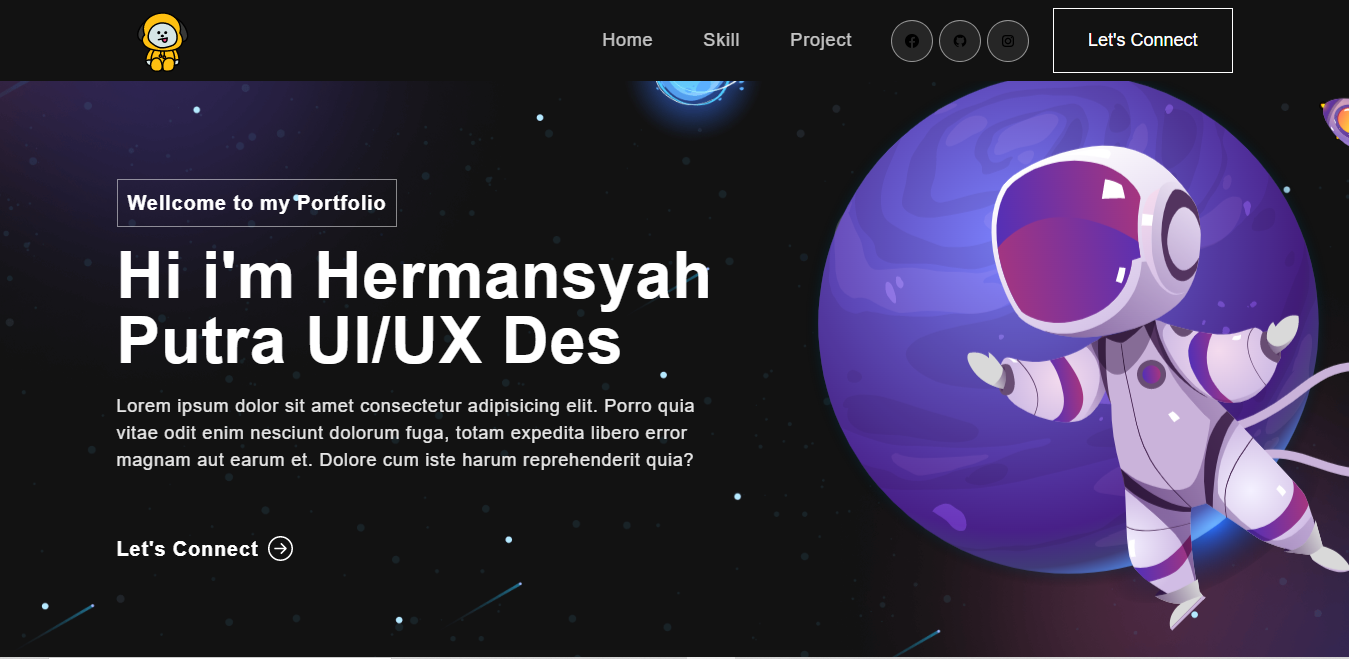 Home Skill Project Let's Connect
Wellcome to my Portfolio
Hi i'm Hermansyah
Putra UI/UX Des
Lorem ipsum dolor sit amet consectetur adipisicing elit. Porro quia
vitae odit enim nesciunt dolorum fuga, totam expedita libero error
magnam aut earum et. Dolore cum iste harum reprehenderit quia?
Let's Connect